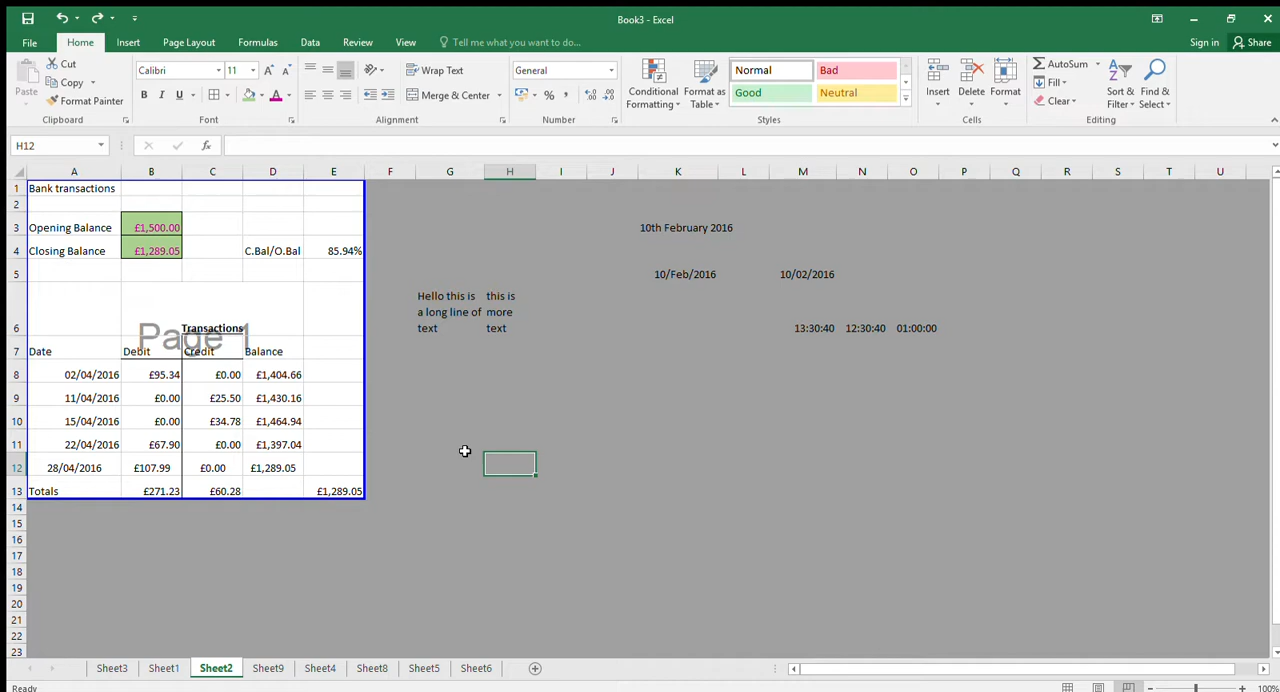 Book3 - Excel
File Home Insert Page Layout Formulas Data Review View Tell me what you want to do... Sign in Share
Paste Cut Copy Format Painter Clipboard
Calibri 11 B I U Font
Wrap Text Merge & Center Alignment
General % , Number
Conditional Formatting Format as Table Normal Bad Good Neutral Styles
Insert Delete Format Cells
AutoSum Fill Clear Sort & Filter Find & Select Editing
H12 fx
A B C D E F G H I J K L M N O P Q R S T U
1 Bank transactions
2
3 Opening Balance £1,500.00 10th February 2016
4 Closing Balance £1,289.05 C.Bal/O.Bal 85.94%
5 10/Feb/2016 10/02/2016
Hello this is this is
a long line of more
6 Transactions text text 13:30:40 12:30:40 01:00:00
Page 1
7 Date Debit Credit Balance
8 02/04/2016 £95.34 £0.00 £1,404.66
9 11/04/2016 £0.00 £25.50 £1,430.16
10 15/04/2016 £0.00 £34.78 £1,464.94
11 22/04/2016 £67.90 £0.00 £1,397.04
12 28/04/2016 £107.99 £0.00 £1,289.05
13 Totals £271.23 £60.28 £1,289.05
14
15
16
17
18
19
20
21
22
23
Sheet3 Sheet1 Sheet2 Sheet9 Sheet4 Sheet8 Sheet5 Sheet6
Ready 100%